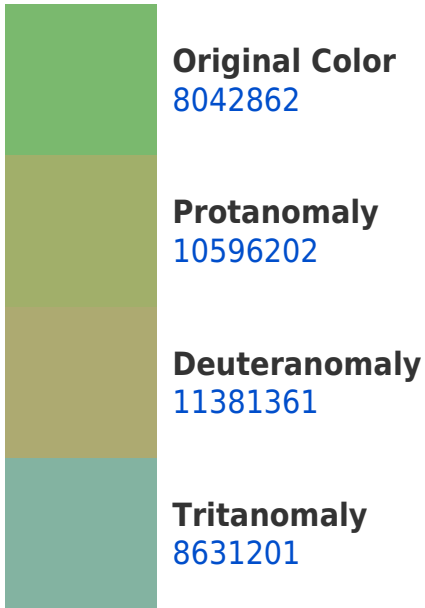 Original Color
8042862
Protanomaly
10596202
Deuteranomaly
11381361
Tritanomaly
8631201